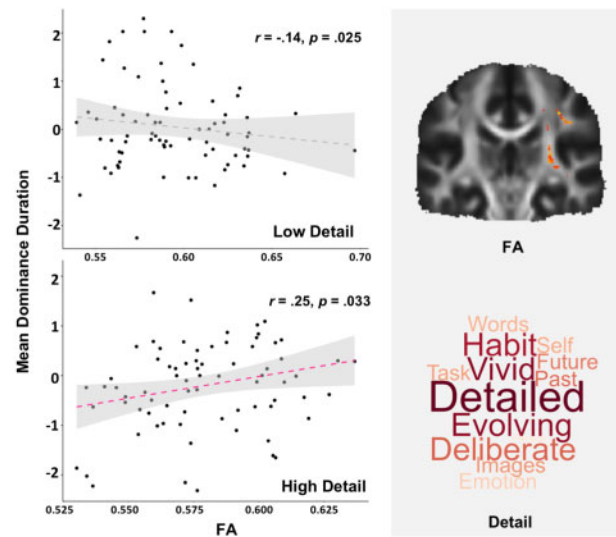 Mean Dominance Duration
2
1
0
-1
-2
r = -.14, p = .025
Low Detail
0.55
0.60
0.65
0.70
2
1
0
-1
-2
r = .25, p = .033
High Detail
0.525
0.550
0.575
0.600
0.625
FA
FA
Words
Habit Self
Vivid Future
Task Past
Detailed
Evolving
Deliberate
Images
Emotion
Detail